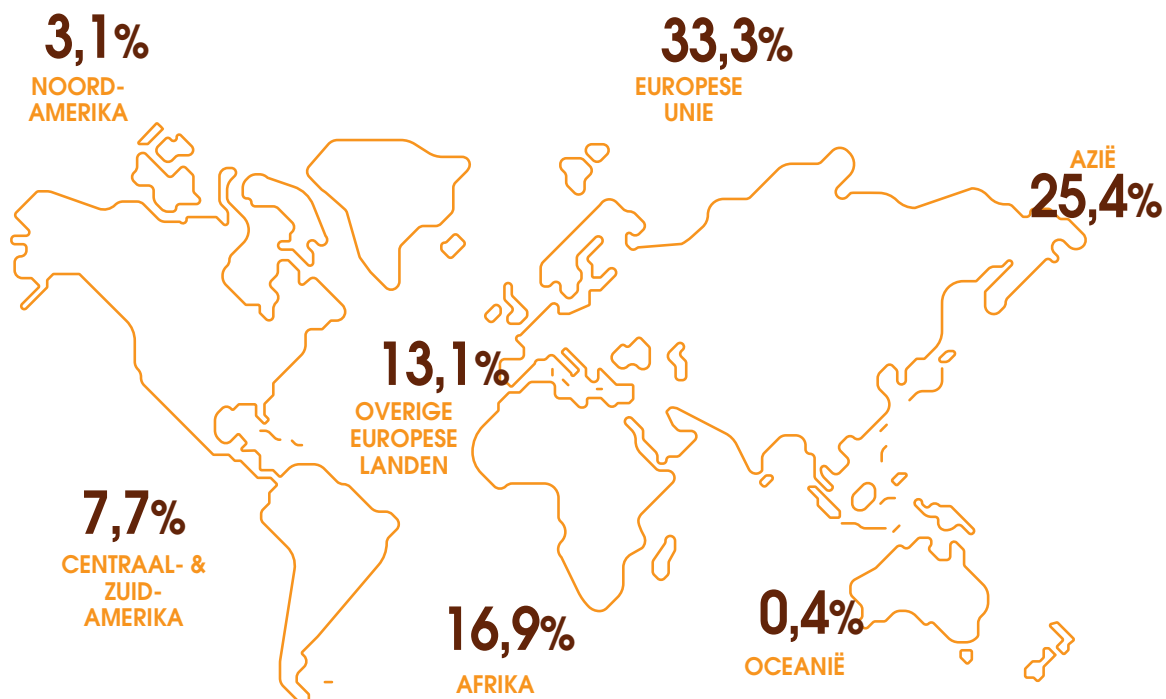 3,1%
NOORD-
AMERIKA
33,3%
EUROPESE
UNIE
AZIË
25,4%
13,1%
OVERIGE
EUROPESE
LANDEN
7,7%
CENTRAAL- &
ZUID-
AMERIKA
16,9%
AFRIKA
0,4%
OCEANIË